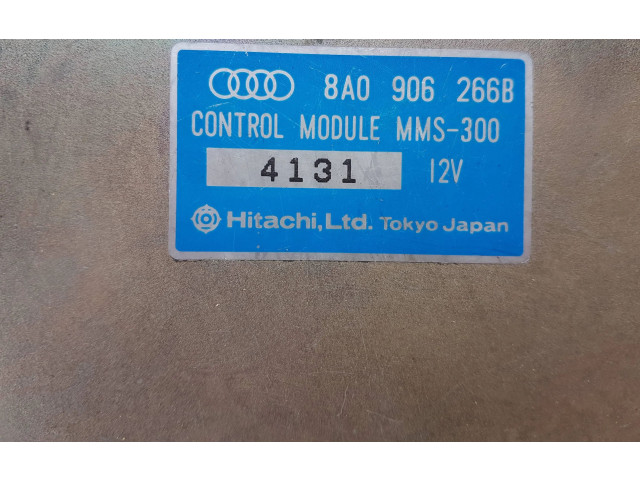 8A0 906 266B
CONTROL MODULE MMS-300
4131 12V
Hitachi, Ltd. Tokyo Japan